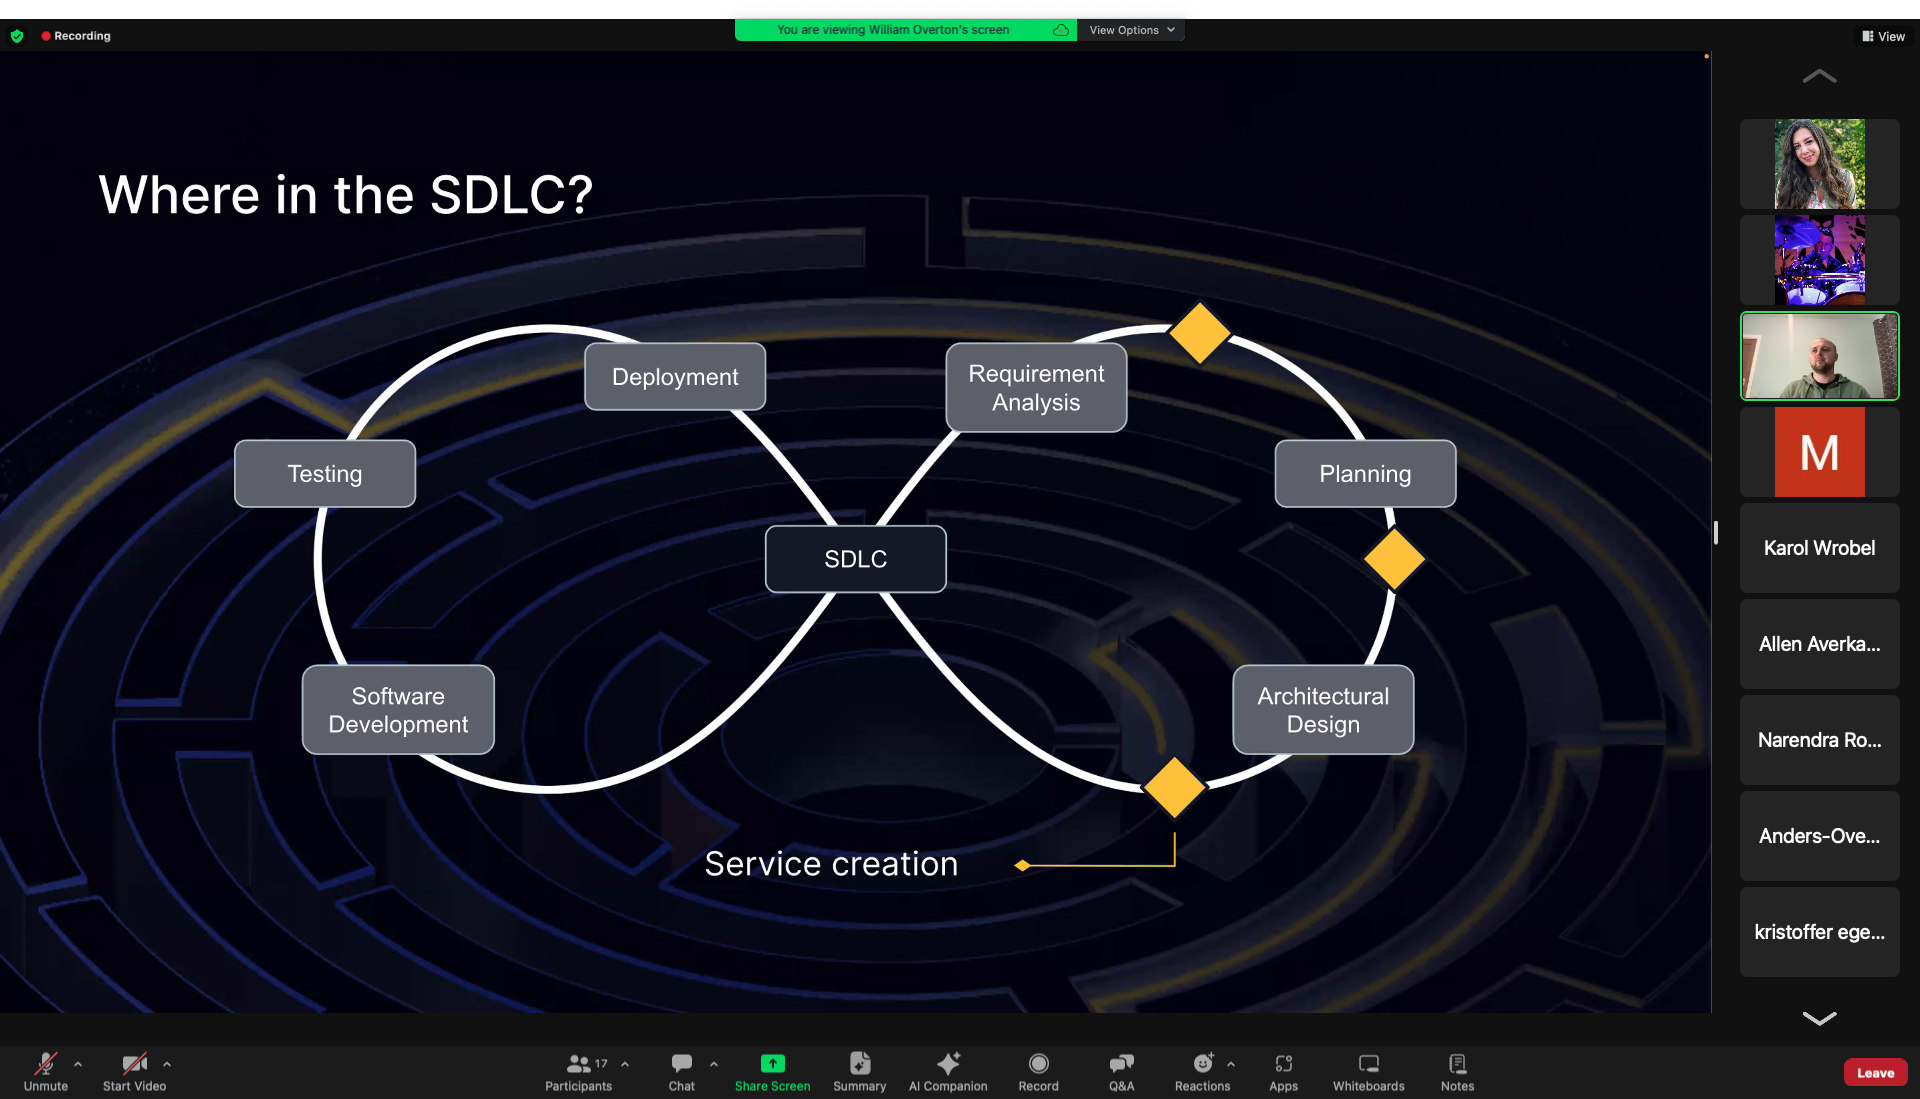 You are viewing William Overton's screen
View Options
Recording
View
Where in the SDLC?
Deployment
Requirement
Analysis
Testing
Planning
SDLC
Software
Development
Architectural
Design
Service creation
M
Karol Wrobel
Allen Averka...
Narendra Ro...
Anders-Ove...
kristoffer ege...
Unmute
Start Video
17
Participants
Chat
Share Screen
Summary
AI Companion
Record
Q&A
Reactions
Apps
Whiteboards
Notes
Leave